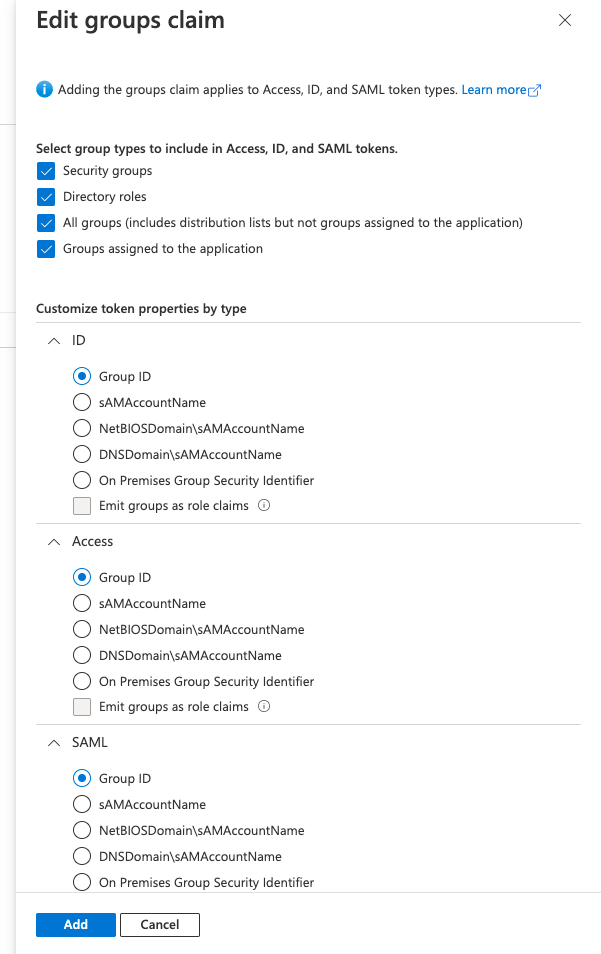 Edit groups claim
Adding the groups claim applies to Access, ID, and SAML token types. Learn more
Select group types to include in Access, ID, and SAML tokens.
Security groups
Directory roles
All groups (includes distribution lists but not groups assigned to the application)
Groups assigned to the application
Customize token properties by type
ID
Group ID
sAMAccountName
NetBIOSDomain\sAMAccountName
DNSDomain\sAMAccountName
On Premises Group Security Identifier
Emit groups as role claims
Access
Group ID
sAMAccountName
NetBIOSDomain\sAMAccountName
DNSDomain\sAMAccountName
On Premises Group Security Identifier
Emit groups as role claims
SAML
Group ID
sAMAccountName
NetBIOSDomain\sAMAccountName
DNSDomain\sAMAccountName
On Premises Group Security Identifier
Add Cancel